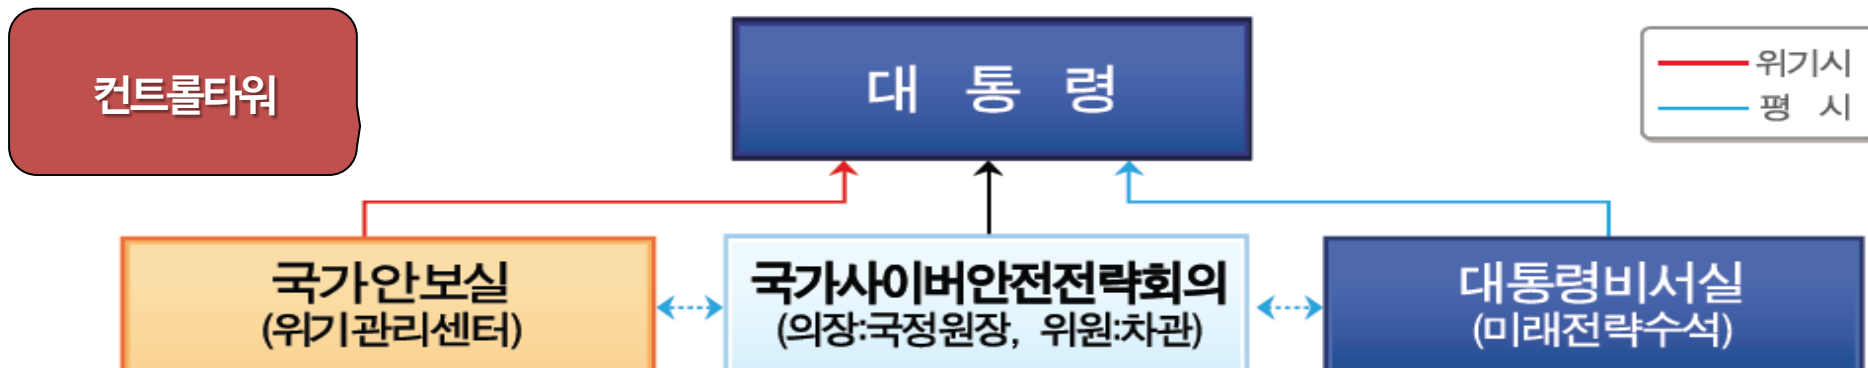 컨트롤타워
대 통 령
위기시
평 시
국가안보실
(위기관리센터)
국가사이버안전전략회의
(의장:국정원장, 위원:차관)
대통령비서실
(미래전략수석)